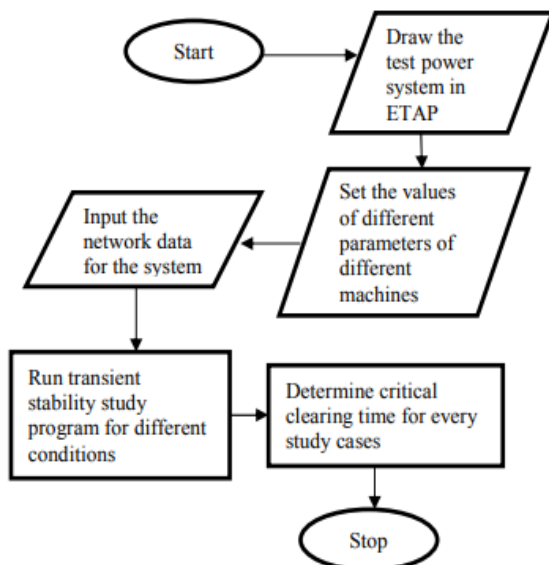 Start
Draw the
test power
system in
ETAP
Set the values
of different
parameters of
different
machines
Input the
network data
for the system
Run transient
stability study
program for different
conditions
Determine critical
clearing time for every
study cases
Stop